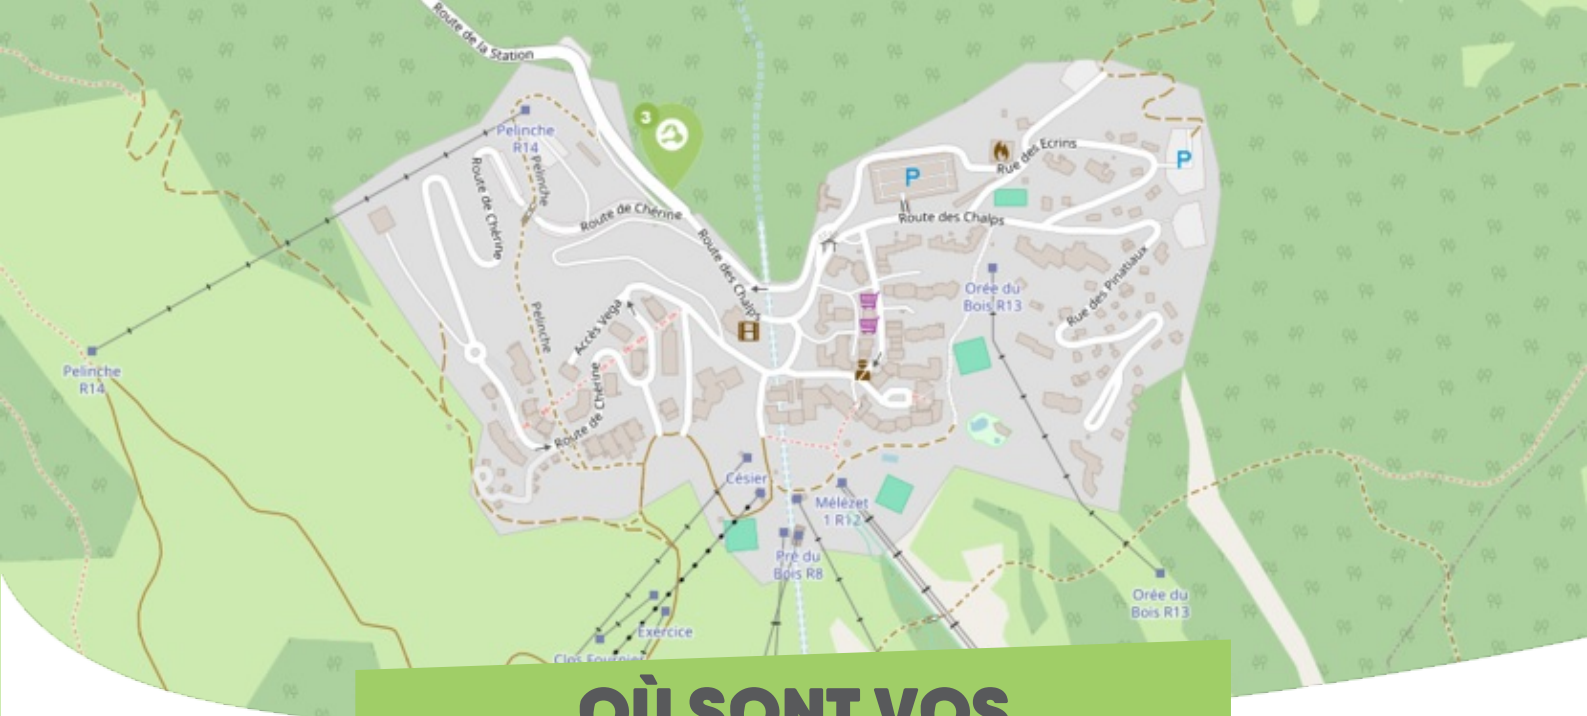 Route de la Station
3
Pelinche
R14
Pelinche
Route de Chérine
Route de Chérine
Route des Chalps
P
Rue des Ecrins
P
Route des Chalps
Orée du
Bois R13
Rue des Pinatiaux
Pelinche
R14
Pelinche
Accès Vega
Route de Chérine
Césier
Mélézet
1 R12
Pré du
Bois R8
Orée du
Bois R13
Exercice
Clos Fournier
OÙ SONT VOS